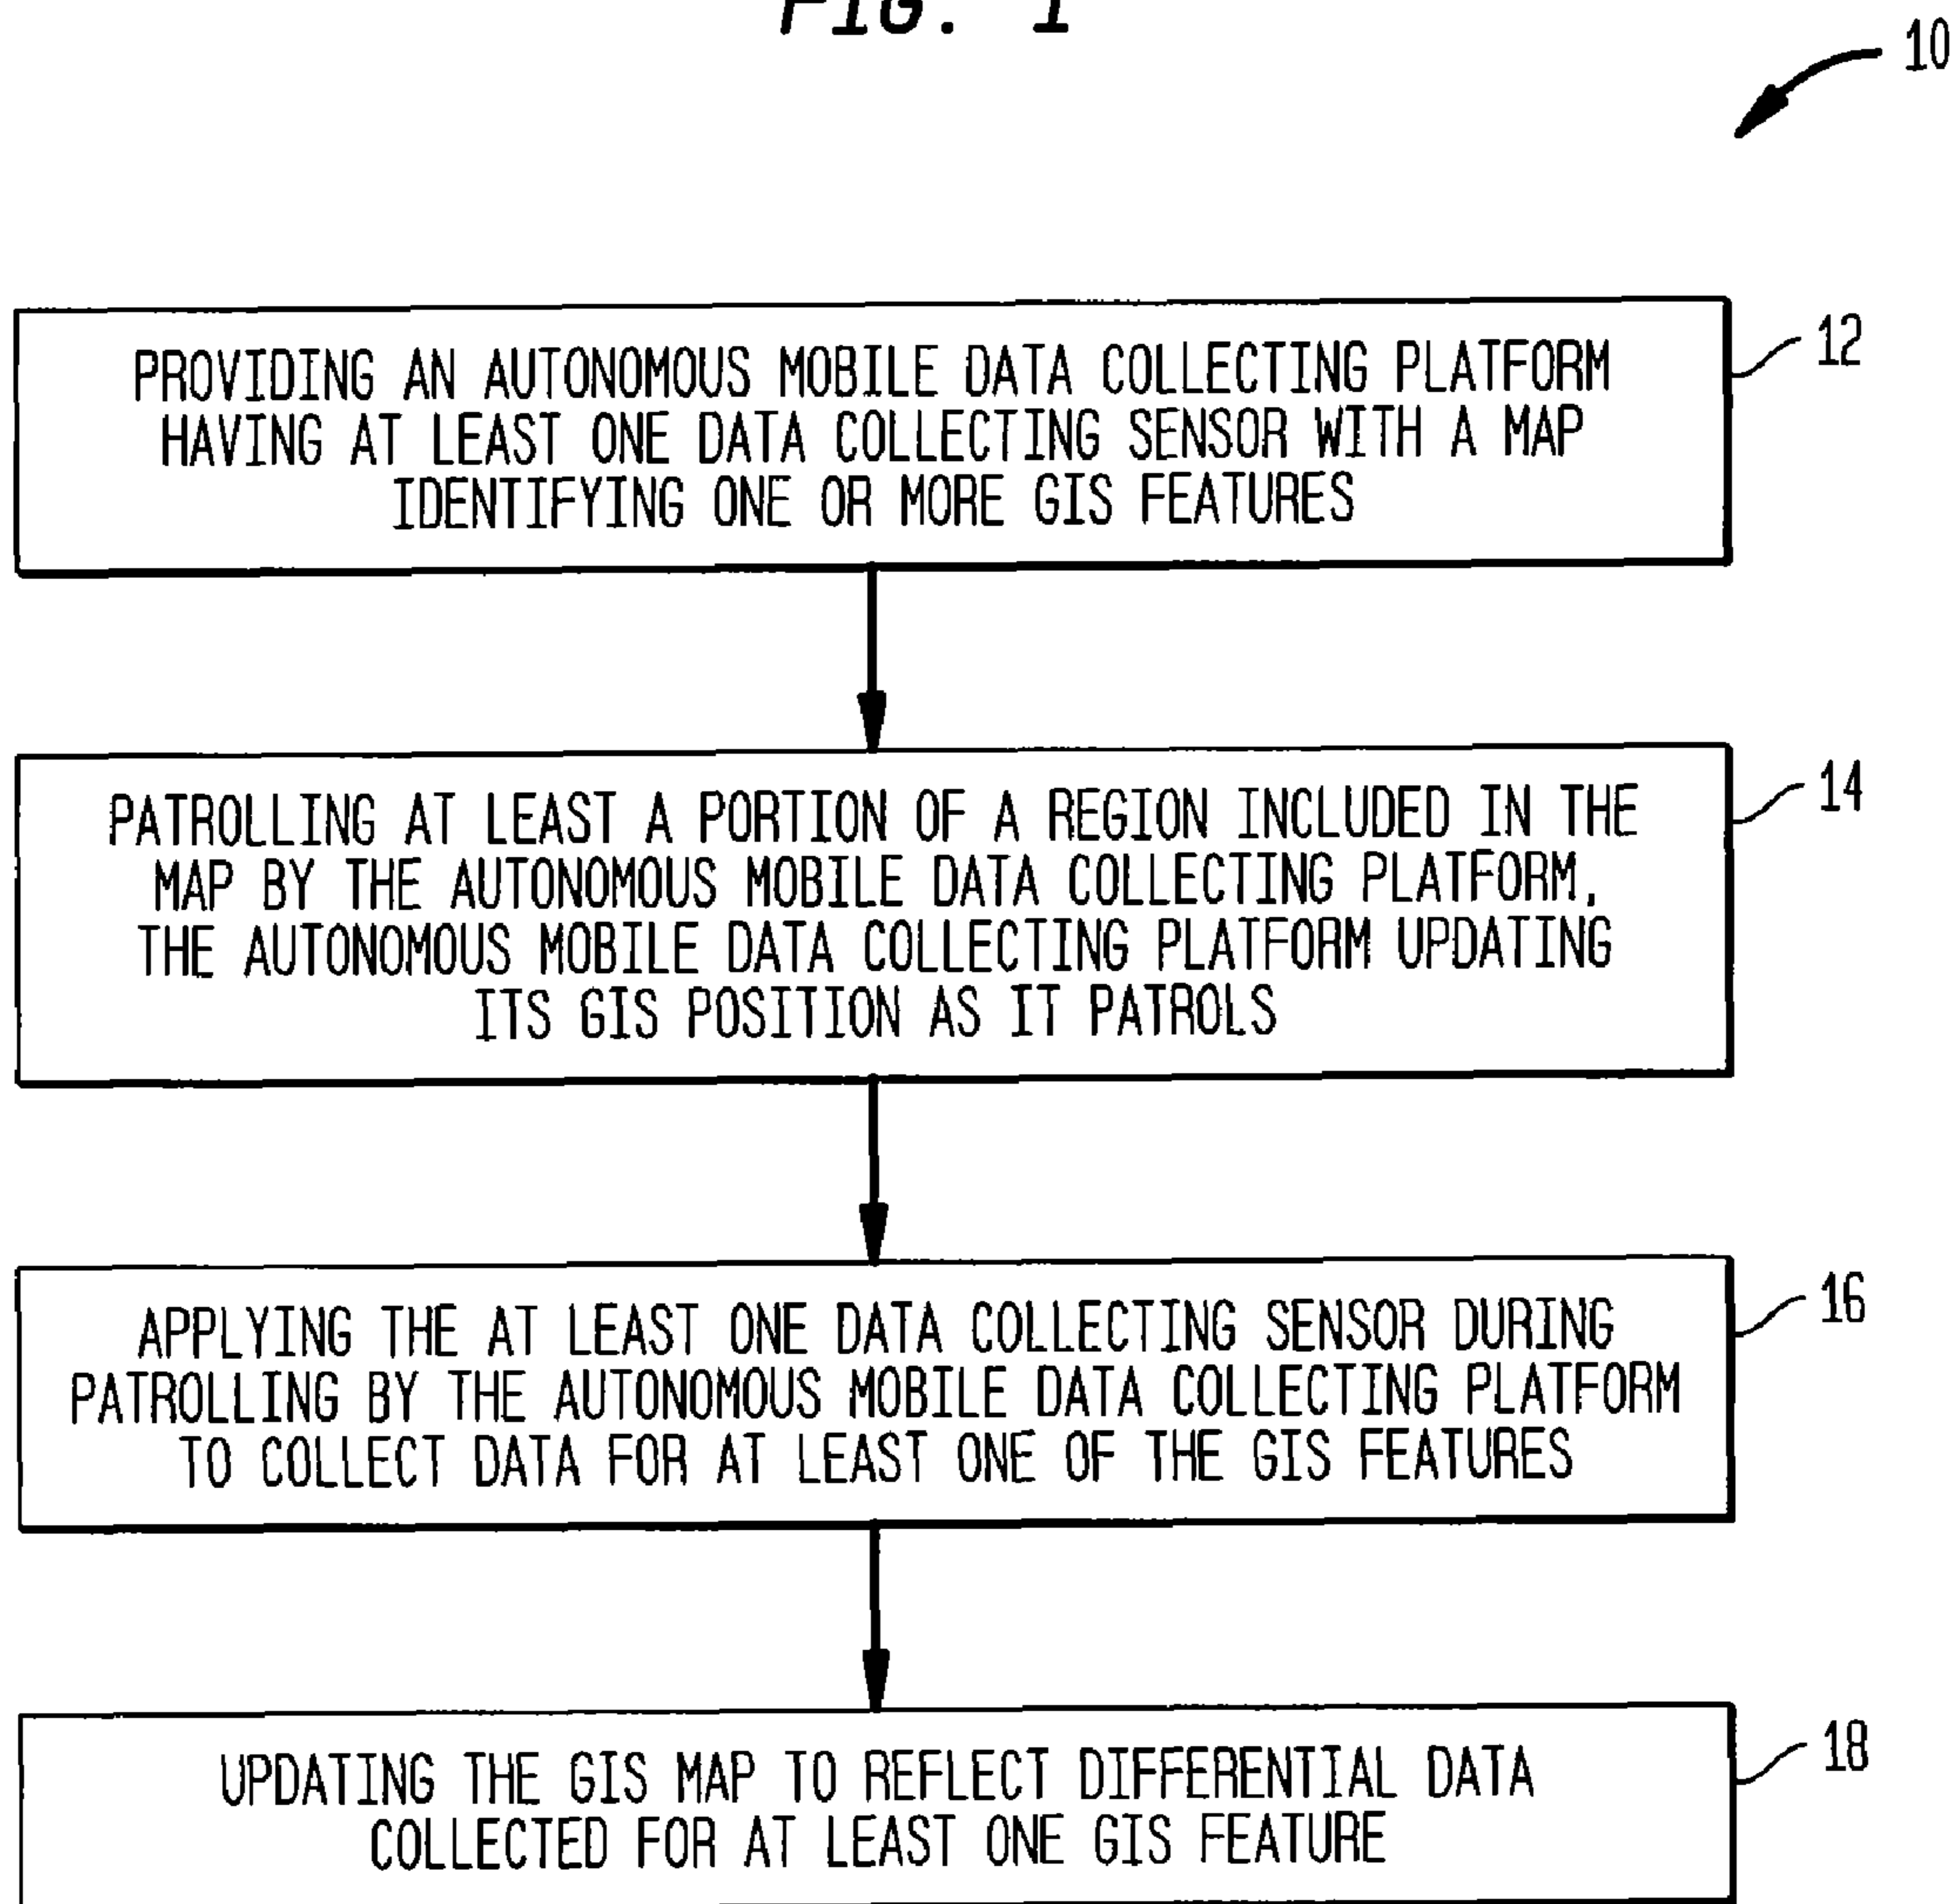 FIG. 1
10
PROVIDING AN AUTONOMOUS MOBILE DATA COLLECTING PLATFORM
HAVING AT LEAST ONE DATA COLLECTING SENSOR WITH A MAP
IDENTIFYING ONE OR MORE GIS FEATURES
12
PATROLLING AT LEAST A PORTION OF A REGION INCLUDED IN THE
MAP BY THE AUTONOMOUS MOBILE DATA COLLECTING PLATFORM,
THE AUTONOMOUS MOBILE DATA COLLECTING PLATFORM UPDATING
ITS GIS POSITION AS IT PATROLS
14
APPLYING THE AT LEAST ONE DATA COLLECTING SENSOR DURING
PATROLLING BY THE AUTONOMOUS MOBILE DATA COLLECTING PLATFORM
TO COLLECT DATA FOR AT LEAST ONE OF THE GIS FEATURES
16
UPDATING THE GIS MAP TO REFLECT DIFFERENTIAL DATA
COLLECTED FOR AT LEAST ONE GIS FEATURE
18